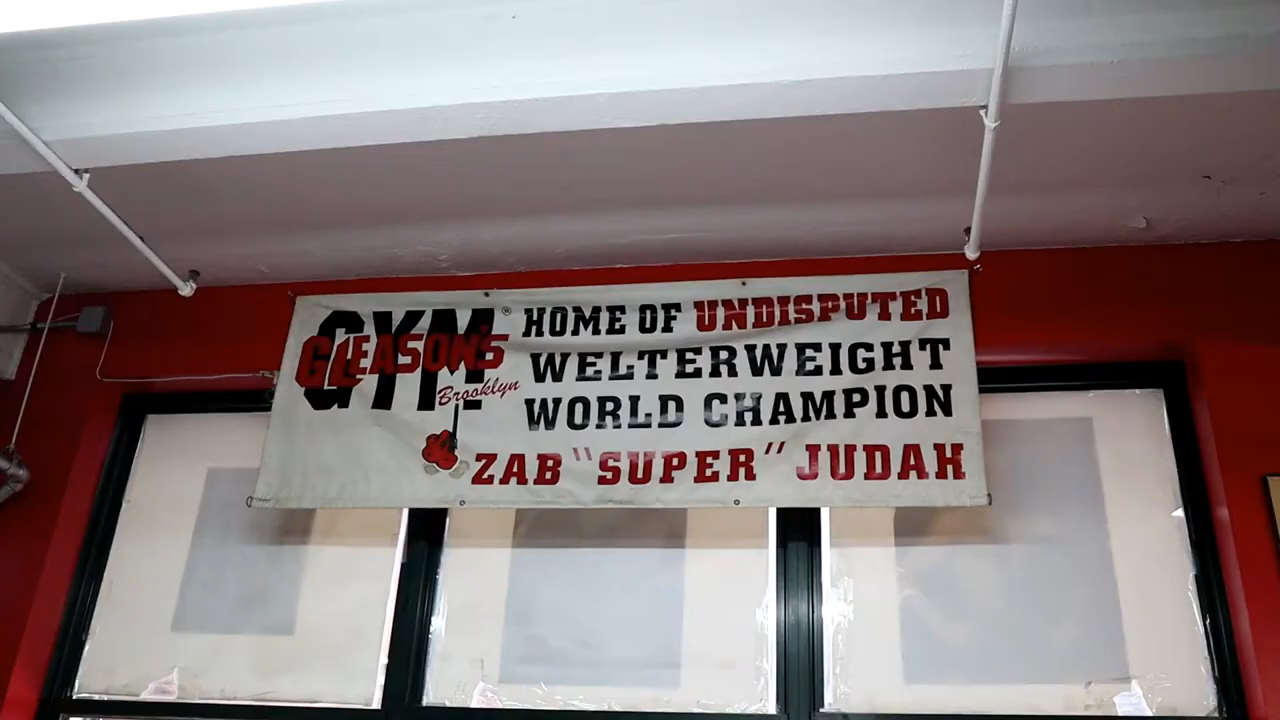 GYM®
GLEASON'S
Brooklyn
HOME OF UNDISPUTED
WELTERWEIGHT
WORLD CHAMPION
ZAB "SUPER" JUDAH